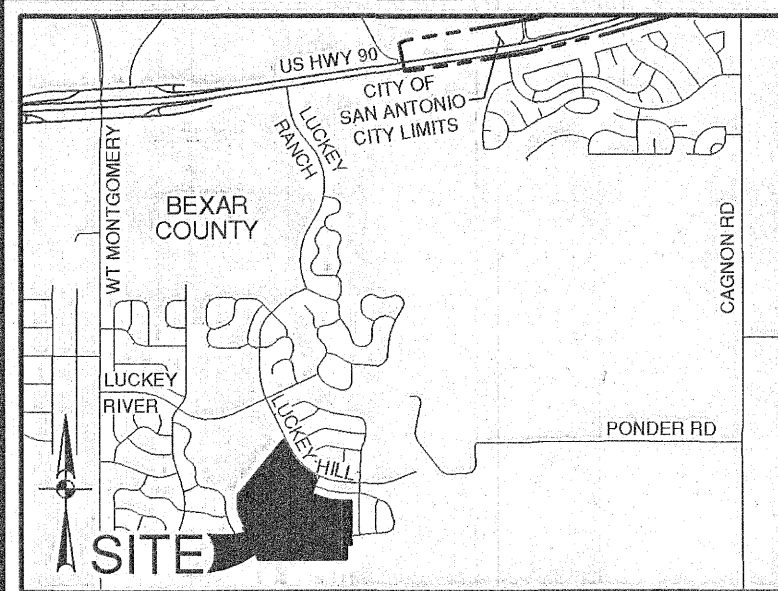 US HWY 90
CITY OF
SAN ANTONIO
CITY LIMITS
LUCKEY
RANCH
WT MONTGOMERY
BEXAR
COUNTY
CAGNON RD
LUCKEY
RIVER
LUCKEY HILL
PONDER RD
SITE